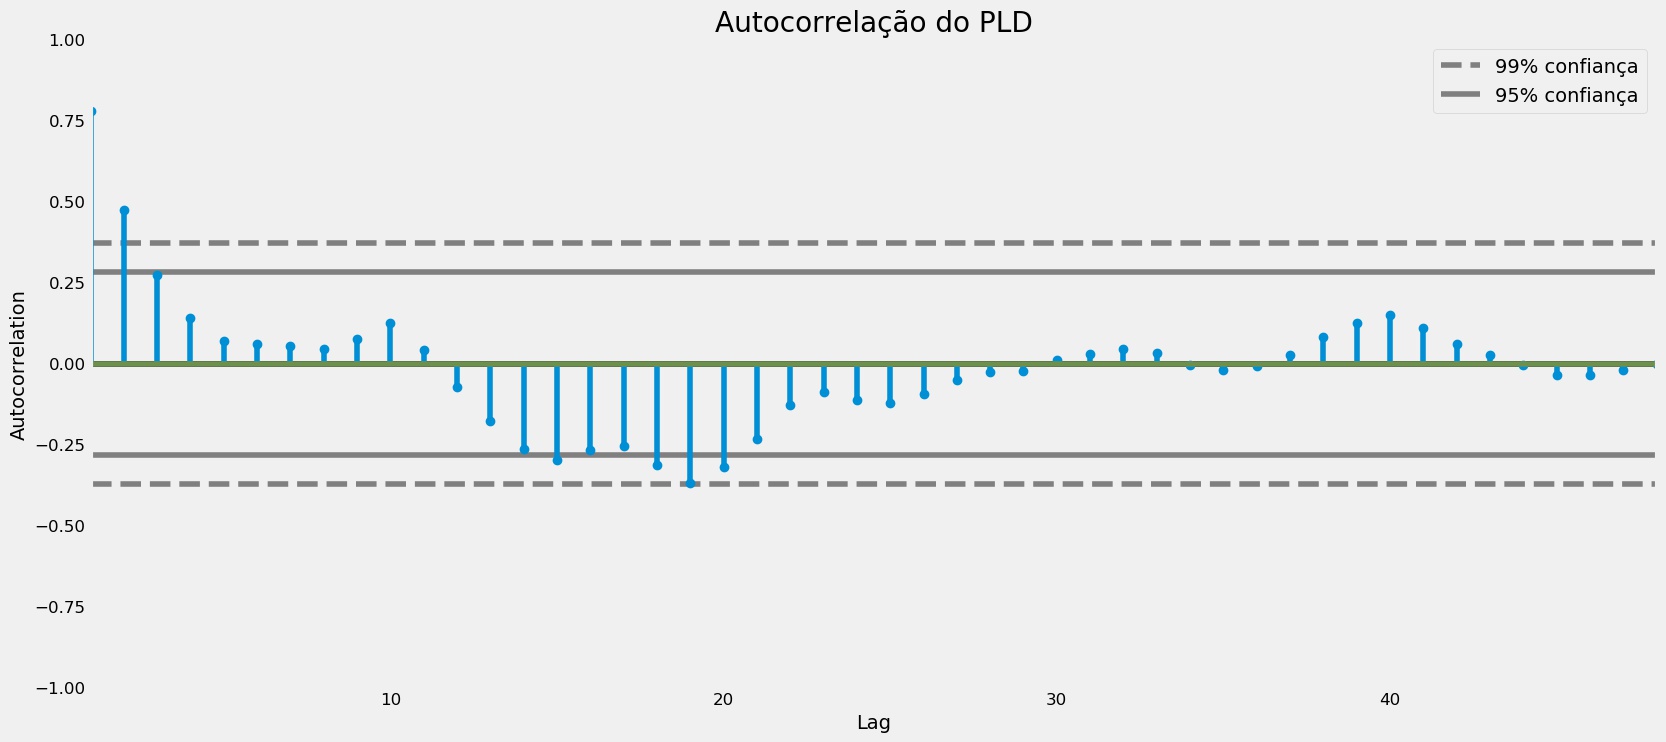 Autocorrelação do PLD
1.00
0.75
0.50
0.25
0.00
−0.25
−0.50
−0.75
−1.00
Autocorrelation
99% confiança
95% confiança
10
20
30
40
Lag